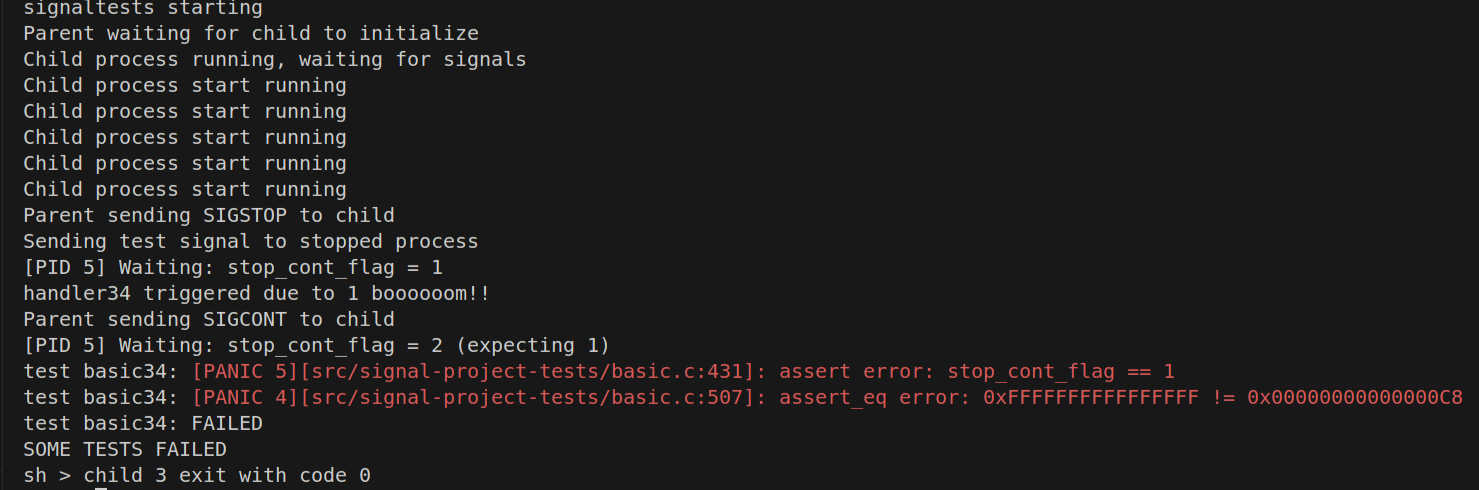 signaltests starting
Parent waiting for child to initialize
Child process running, waiting for signals
Child process start running
Child process start running
Child process start running
Child process start running
Child process start running
Parent sending SIGSTOP to child
Sending test signal to stopped process
[PID 5] Waiting: stop_cont_flag = 1
handler34 triggered due to 1 boooooom!!
Parent sending SIGCONT to child
[PID 5] Waiting: stop_cont_flag = 2 (expecting 1)
test basic34: [PANIC 5][src/signal-project-tests/basic.c:431]: assert error: stop_cont_flag == 1
test basic34: [PANIC 4][src/signal-project-tests/basic.c:507]: assert_eq error: 0xFFFFFFFFFFFFFFFF != 0x00000000000000C8
test basic34: FAILED
SOME TESTS FAILED
sh > child 3 exit with code 0